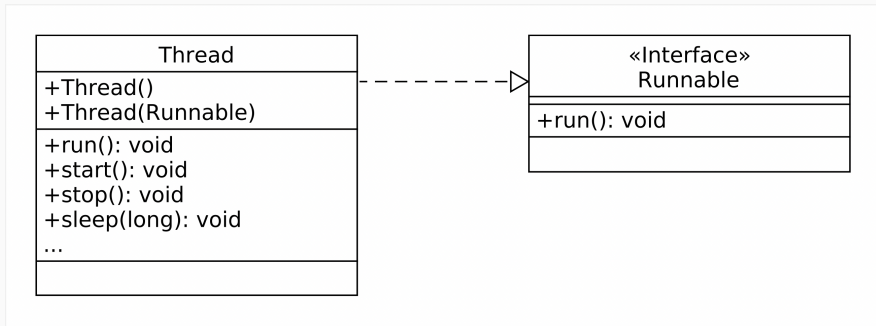 Thread
+Thread()
+Thread(Runnable)
+run(): void
+start(): void
+stop(): void
+sleep(long): void
...
«Interface»
Runnable
+run(): void